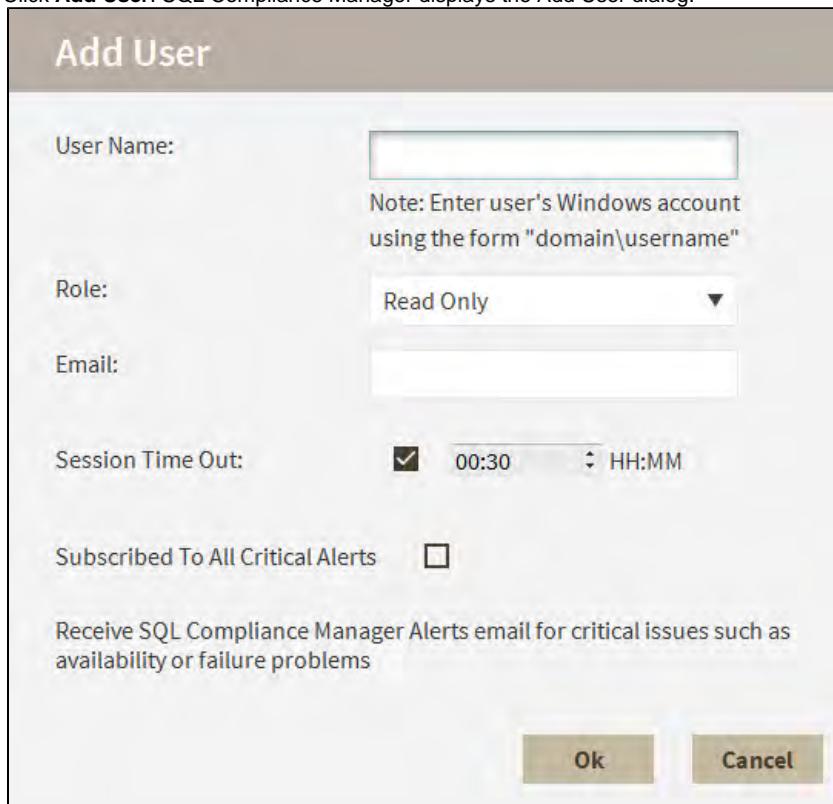 Click Add User. SQL Compliance Manager displays the Add User dialog.
Add User
User Name:
Note: Enter user's Windows account
using the form "domain\username"
Role:
Read Only
Email:
Session Time Out:
00:30
HH:MM
Subscribed To All Critical Alerts
Receive SQL Compliance Manager Alerts email for critical issues such as
availability or failure problems
Ok
Cancel